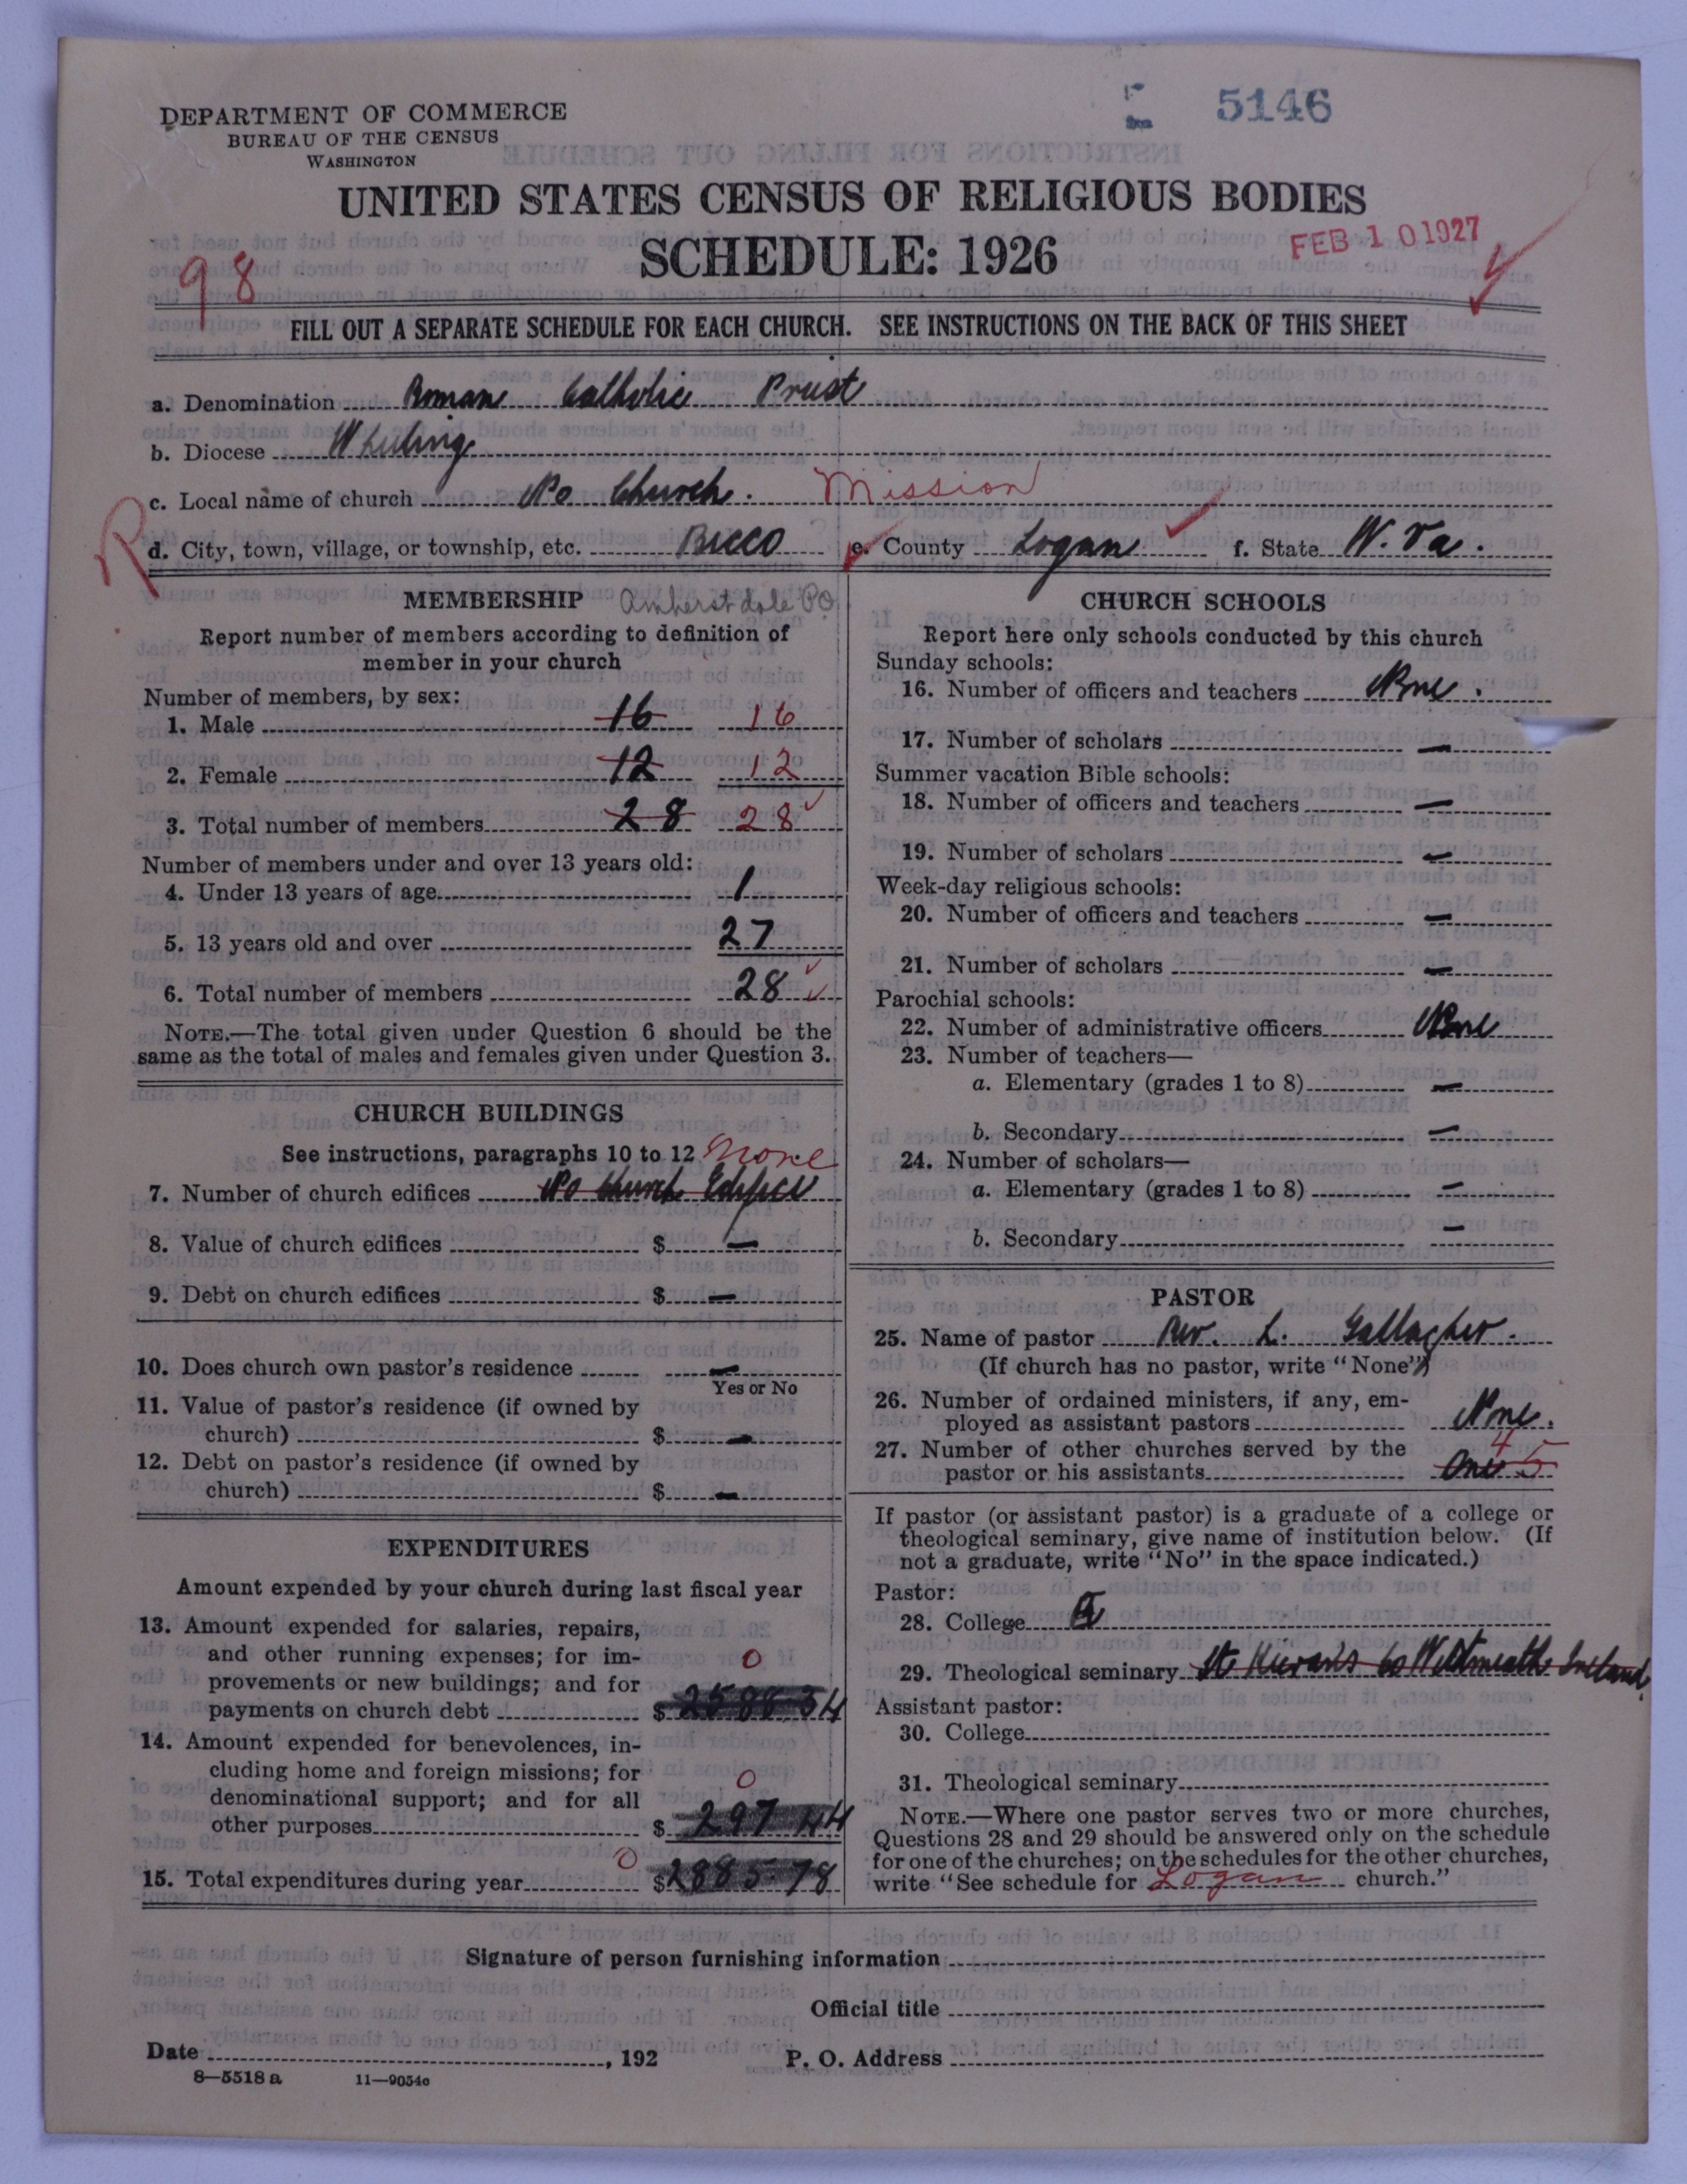 5146
DEPARTMENT OF COMMERCE
BUREAU OF THE CENSUS
WASHINGTON
UNITED STATES CENSUS OF RELIGIOUS BODIES
SCHEDULE: 1926
FEB 10 1927
98
FILL OUT A SEPARATE SCHEDULE FOR EACH CHURCH. SEE INSTRUCTIONS ON THE BACK OF THIS SHEET
a. Denomination Roman Catholic
b. Diocese Wheeling
c. Local name of church No Church. Mission
R
d. City, town, village, or township, etc. Becco e. County Logan f. State W. Va.
MEMBERSHIP Amherstdale PO
Report number of members according to definition of
member in your church
Number of members, by sex:
1. Male 16 16
2. Female 12 12
3. Total number of members 28 28
Number of members under and over 13 years old:
4. Under 13 years of age 1
5. 13 years old and over 27
6. Total number of members 28
NOTE.—The total given under Question 6 should be the
same as the total of males and females given under Question 3.
CHURCH BUILDINGS
See instructions, paragraphs 10 to 12 None
7. Number of church edifices No Church Edifice
8. Value of church edifices $ —
9. Debt on church edifices $ —
10. Does church own pastor's residence —
Yes or No
11. Value of pastor's residence (if owned by
church) $ —
12. Debt on pastor's residence (if owned by
church) $ —
EXPENDITURES
Amount expended by your church during last fiscal year
13. Amount expended for salaries, repairs,
and other running expenses; for im-
provements or new buildings; and for 0
payments on church debt $ 2588 34
14. Amount expended for benevolences, in-
cluding home and foreign missions; for 0
denominational support; and for all
other purposes $ 297 44
15. Total expenditures during year 0 $ 2885.78
CHURCH SCHOOLS
Report here only schools conducted by this church
Sunday schools:
16. Number of officers and teachers None.
17. Number of scholars —
Summer vacation Bible schools:
18. Number of officers and teachers —
19. Number of scholars —
Week-day religious schools:
20. Number of officers and teachers —
21. Number of scholars —
Parochial schools:
22. Number of administrative officers None
23. Number of teachers—
a. Elementary (grades 1 to 8) —
b. Secondary —
24. Number of scholars—
a. Elementary (grades 1 to 8) —
b. Secondary —
PASTOR
25. Name of pastor Rev. L. Gallagher.
(If church has no pastor, write "None")
26. Number of ordained ministers, if any, em-
ployed as assistant pastors None.
27. Number of other churches served by the 4
pastor or his assistants One 5
If pastor (or assistant pastor) is a graduate of a college or
theological seminary, give name of institution below. (If
not a graduate, write "No" in the space indicated.)
Pastor:
28. College
29. Theological seminary St Kieran's Co Westmeath Ireland.
Assistant pastor:
30. College
31. Theological seminary
NOTE.—Where one pastor serves two or more churches,
Questions 28 and 29 should be answered only on the schedule
for one of the churches; on the schedules for the other churches,
write "See schedule for Logan church."
Signature of person furnishing information
Official title
Date , 192 P. O. Address
8—5518 a 11—9054c